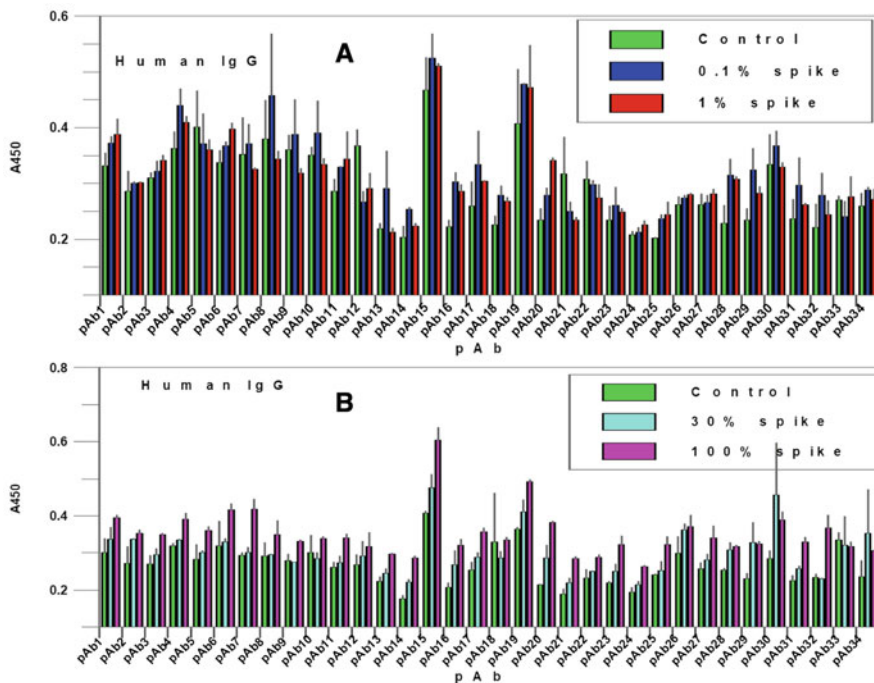 0.6
Human IgG
A
Control
0.1% spike
1% spike
0.4
A450
0.2
pAb1 pAb2 pAb3 pAb4 pAb5 pAb6 pAb7 pAb8 pAb9 pAb10 pAb11 pAb12 pAb13 pAb14 pAb15 pAb16 pAb17 pAb18 pAb19 pAb20 pAb21 pAb22 pAb23 pAb24 pAb25 pAb26 pAb27 pAb28 pAb29 pAb30 pAb31 pAb32 pAb33 pAb34
pAb
0.8
Human IgG
B
Control
30% spike
100% spike
0.6
A450
0.4
0.2
pAb1 pAb2 pAb3 pAb4 pAb5 pAb6 pAb7 pAb8 pAb9 pAb10 pAb11 pAb12 pAb13 pAb14 pAb15 pAb16 pAb17 pAb18 pAb19 pAb20 pAb21 pAb22 pAb23 pAb24 pAb25 pAb26 pAb27 pAb28 pAb29 pAb30 pAb31 pAb32 pAb33 pAb34
pAb